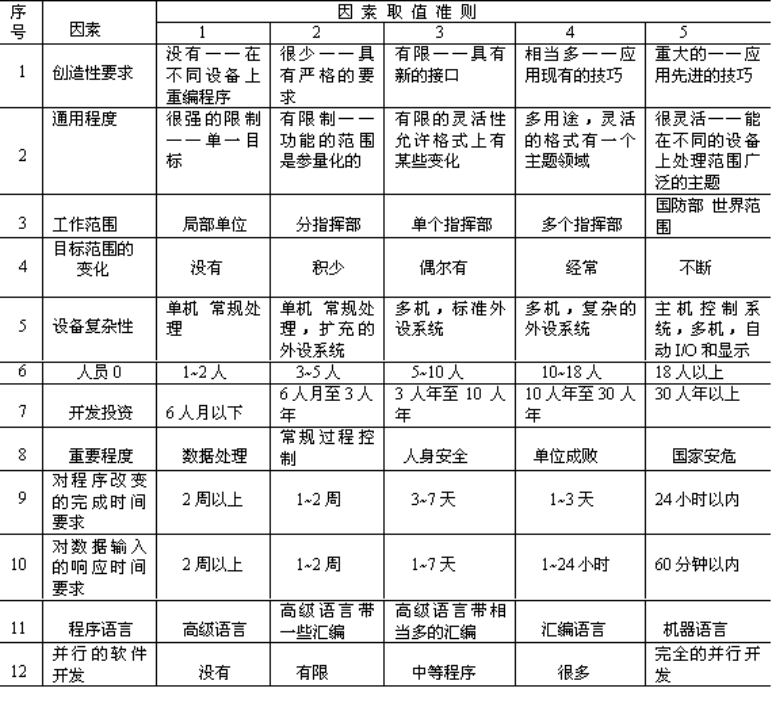 序号 因素 因素取值准则
1 2 3 4 5
1 创造性要求 没有——在不同设备上重编程序 很少——具有严格的要求 有限——具有新的接口 相当多——应用现有的技巧 重大的——应用先进的技巧
2 通用程度 很强的限制——单一目标 有限制——功能的范围是参量化的 有限的灵活性允许格式上有某些变化 多用途，灵活的格式有一个主题领域 很灵活——能在不同的设备上处理范围广泛的主题
3 工作范围 局部单位 分指挥部 单个指挥部 多个指挥部 国防部 世界范围
4 目标范围的变化 没有 积少 偶尔有 经常 不断
5 设备复杂性 单机 常规处理 单机 常规处理，扩充的外设系统 多机，标准外设系统 多机，复杂的外设系统 主机控制系统，多机，自动I/O和显示
6 人员0 1~2人 3~5人 5~10人 10~18人 18人以上
7 开发投资 6人月以下 6人月至3人年 3人年至10人年 10人年至30人年 30人年以上
8 重要程度 数据处理 常规过程控制 人身安全 单位成败 国家安危
9 对程序改变的完成时间要求 2周以上 1~2周 3~7天 1~3天 24小时以内
10 对数据输入的响应时间要求 2周以上 1~2周 1~7天 1~24小时 60分钟以内
11 程序语言 高级语言 高级语言带一些汇编 高级语言带相当多的汇编 汇编语言 机器语言
12 并行的软件开发 没有 有限 中等程序 很多 完全的并行开发